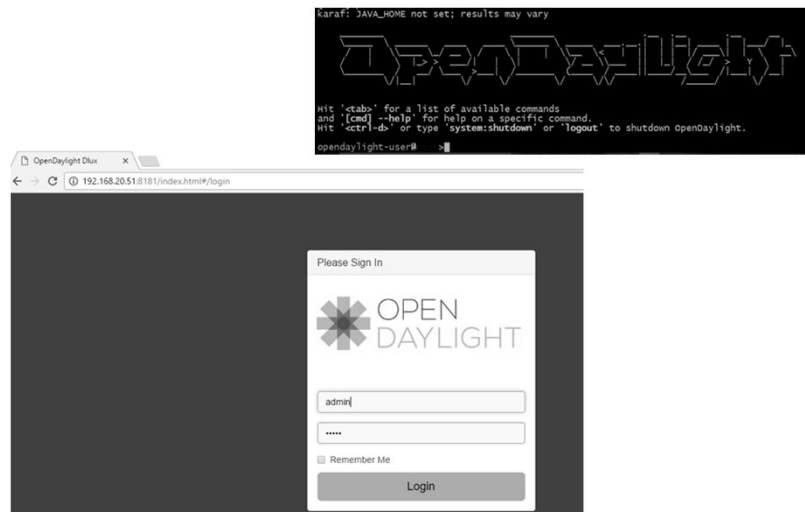 karaf: JAVA_HOME not set; results may vary
OpenDaylight
Hit '<tab>' for a list of available commands
and '[cmd] --help' for help on a specific command.
Hit '<ctrl-d>' or type 'system:shutdown' or 'logout' to shutdown OpenDaylight.
opendaylight-user@ >
OpenDaylight Dlux
192.168.20.51:8181/index.html#/login
Please Sign In
OPEN
DAYLIGHT
admin
•••••
Remember Me
Login